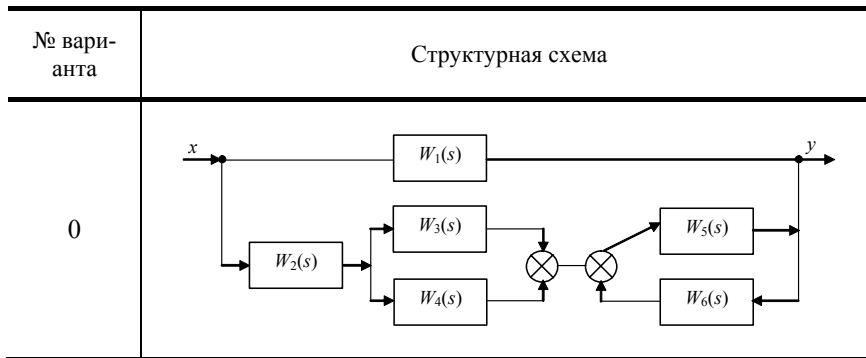 № вари-
анта
Структурная схема
0
x
W1(s)
y
W3(s)
W5(s)
W2(s)
W4(s)
W6(s)